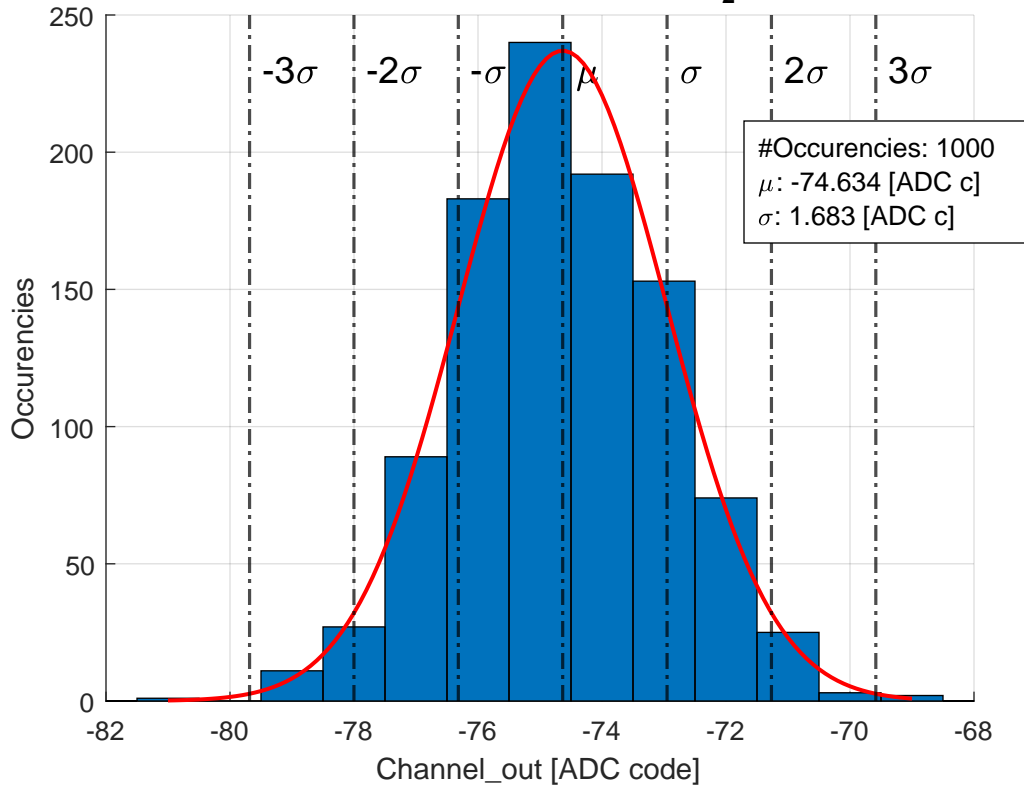 2
250
-3σ -2σ -σ μ σ 2σ 3σ
#Occurencies: 1000
μ: -74.634 [ADC c]
σ: 1.683 [ADC c]
200
150
100
50
0
Occurencies
-82 -80 -78 -76 -74 -72 -70 -68
Channel_out [ADC code]